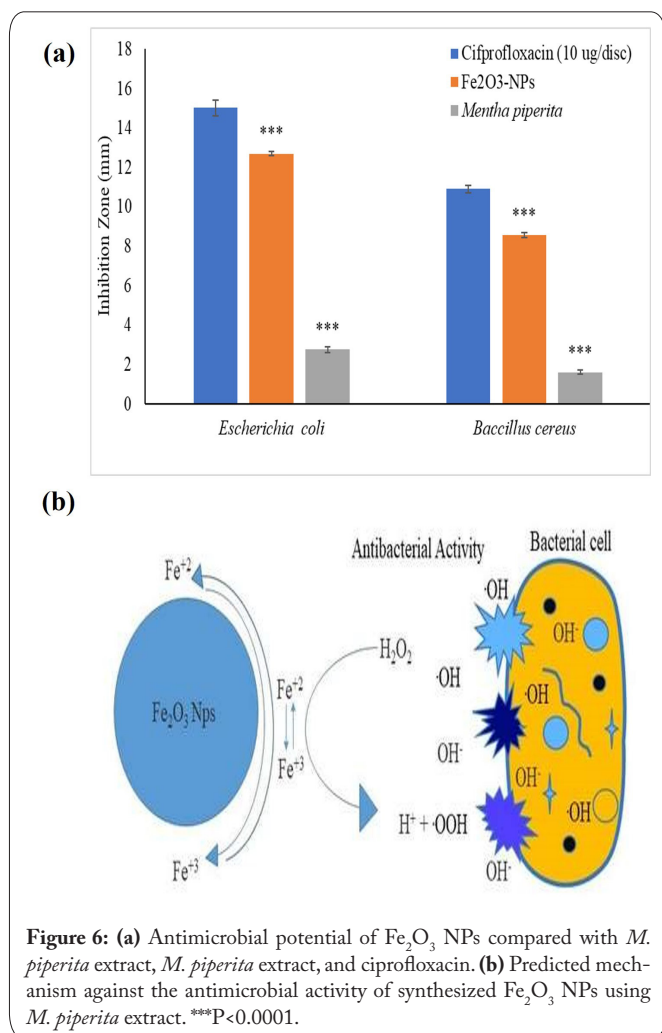 (a)
18
16
14
12
10
8
6
4
2
0
Inhibition Zone (mm)
Cifprofloxacin (10 ug/disc)
Fe2O3-NPs
Mentha piperita
***
***
***
***
Escherichia coli
Baccillus cereus
(b)
Antibacterial Activity
Bacterial cell
Fe⁺²
Fe₂O₃ Nps
Fe⁺²
Fe⁺³
Fe⁺³
H₂O₂
H⁺ + ·OOH
·OH
·OH
OH⁻
OH⁻
OH⁻
·OH
OH⁻
·OH
Figure 6: (a) Antimicrobial potential of Fe₂O₃ NPs compared with M.
piperita extract, M. piperita extract, and ciprofloxacin. (b) Predicted mech-
anism against the antimicrobial activity of synthesized Fe₂O₃ NPs using
M. piperita extract. ***P<0.0001.